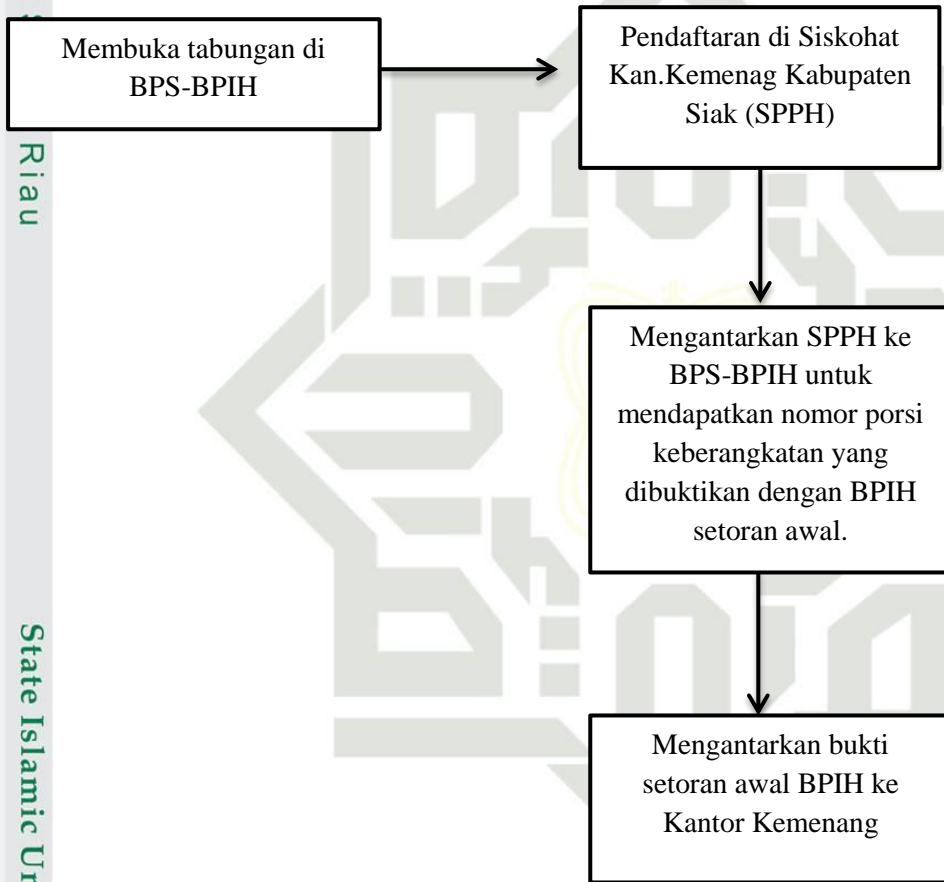 Membuka tabungan di
BPS-BPIH
Pendaftaran di Siskohat
Kan.Kemenag Kabupaten
Siak (SPPH)
Mengantarkan SPPH ke
BPS-BPIH untuk
mendapatkan nomor porsi
keberangkatan yang
dibuktikan dengan BPIH
setoran awal.
Mengantarkan bukti
setoran awal BPIH ke
Kantor Kemenang
Riau
State Islamic